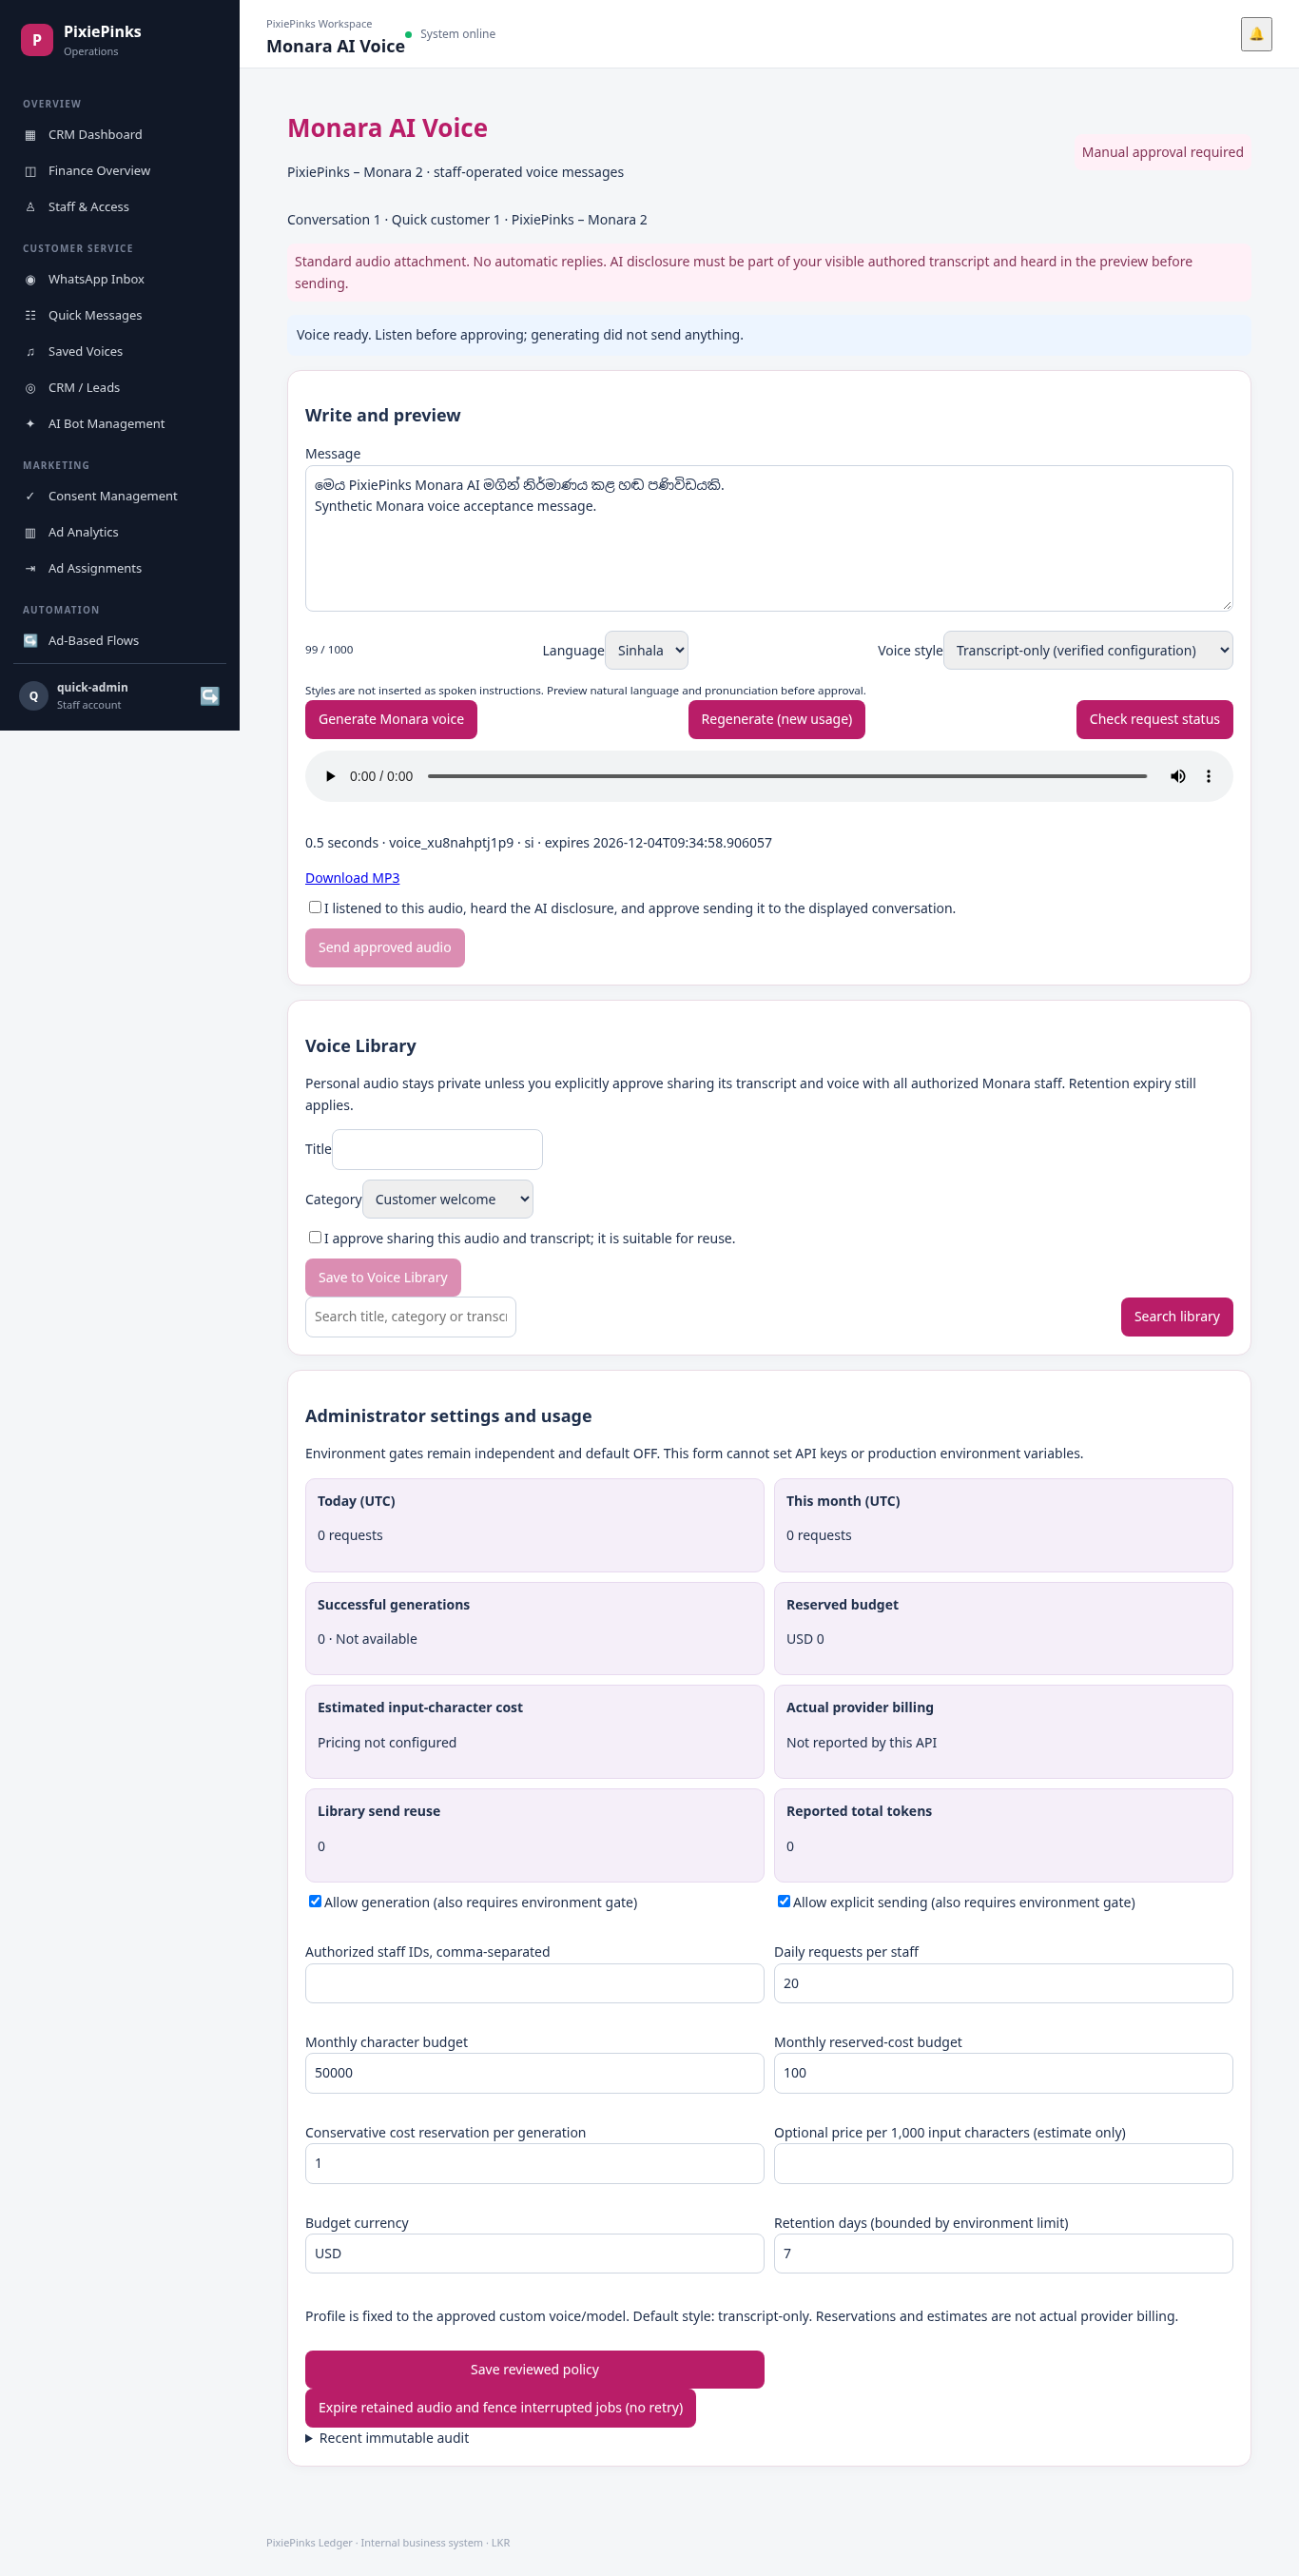 P
PixiePinks
Operations
OVERVIEW
CRM Dashboard
Finance Overview
Staff & Access
CUSTOMER SERVICE
WhatsApp Inbox
Quick Messages
Saved Voices
CRM / Leads
AI Bot Management
MARKETING
Consent Management
Ad Analytics
Ad Assignments
AUTOMATION
Ad-Based Flows
Q
quick-admin
Staff account
PixiePinks Workspace
Monara AI Voice
System online
Monara AI Voice
PixiePinks – Monara 2 · staff-operated voice messages
Manual approval required
Conversation 1 · Quick customer 1 · PixiePinks – Monara 2
Standard audio attachment. No automatic replies. AI disclosure must be part of your visible authored transcript and heard in the preview before
sending.
Voice ready. Listen before approving; generating did not send anything.
Write and preview
Message
මෙය PixiePinks Monara AI මගින් නිර්මාණය කළ හඬ පණිවිඩයකි.
Synthetic Monara voice acceptance message.
99 / 1000
Language Sinhala
Voice style Transcript-only (verified configuration)
Styles are not inserted as spoken instructions. Preview natural language and pronunciation before approval.
Generate Monara voice
Regenerate (new usage)
Check request status
0:00 / 0:00
0.5 seconds · voice_xu8nahptj1p9 · si · expires 2026-12-04T09:34:58.906057
Download MP3
I listened to this audio, heard the AI disclosure, and approve sending it to the displayed conversation.
Send approved audio
Voice Library
Personal audio stays private unless you explicitly approve sharing its transcript and voice with all authorized Monara staff. Retention expiry still
applies.
Title
Category Customer welcome
I approve sharing this audio and transcript; it is suitable for reuse.
Save to Voice Library
Search title, category or transcr
Search library
Administrator settings and usage
Environment gates remain independent and default OFF. This form cannot set API keys or production environment variables.
Today (UTC)
0 requests
This month (UTC)
0 requests
Successful generations
0 · Not available
Reserved budget
USD 0
Estimated input-character cost
Pricing not configured
Actual provider billing
Not reported by this API
Library send reuse
0
Reported total tokens
0
Allow generation (also requires environment gate)
Allow explicit sending (also requires environment gate)
Authorized staff IDs, comma-separated
Daily requests per staff
20
Monthly character budget
50000
Monthly reserved-cost budget
100
Conservative cost reservation per generation
1
Optional price per 1,000 input characters (estimate only)
Budget currency
USD
Retention days (bounded by environment limit)
7
Profile is fixed to the approved custom voice/model. Default style: transcript-only. Reservations and estimates are not actual provider billing.
Save reviewed policy
Expire retained audio and fence interrupted jobs (no retry)
Recent immutable audit
PixiePinks Ledger · Internal business system · LKR